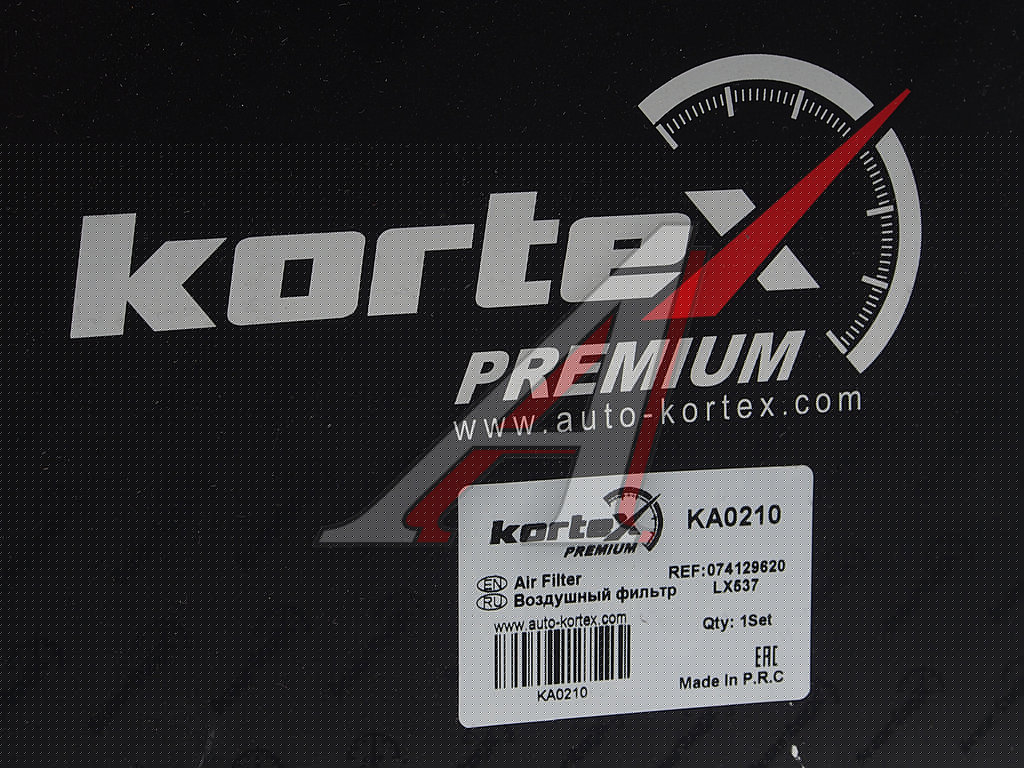 kortex
PREMIUM
www.auto-kortex.com
kortex
PREMIUM
KA0210
REF:074129620
LX537
EN Air Filter
RU Воздушный фильтр
Qty: 1Set
www.auto-kortex.com
KA0210
EAC
Made In P.R.C